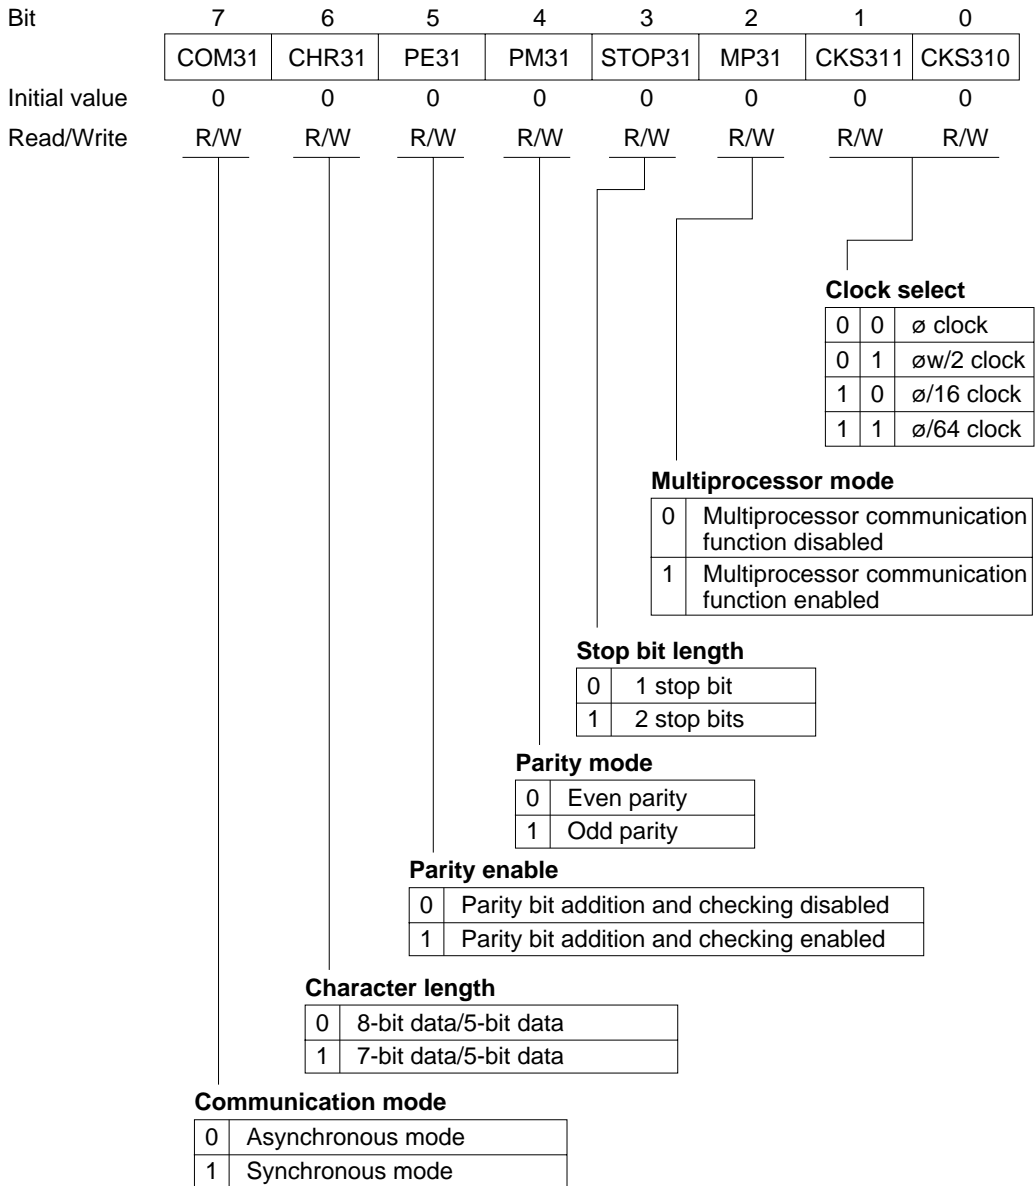 Bit 7 6 5 4 3 2 1 0
COM31 CHR31 PE31 PM31 STOP31 MP31 CKS311 CKS310
Initial value 0 0 0 0 0 0 0 0
Read/Write R/W R/W R/W R/W R/W R/W R/W R/W
Clock select
0 0 ø clock
0 1 øw/2 clock
1 0 ø/16 clock
1 1 ø/64 clock
Multiprocessor mode
0 Multiprocessor communication
function disabled
1 Multiprocessor communication
function enabled
Stop bit length
0 1 stop bit
1 2 stop bits
Parity mode
0 Even parity
1 Odd parity
Parity enable
0 Parity bit addition and checking disabled
1 Parity bit addition and checking enabled
Character length
0 8-bit data/5-bit data
1 7-bit data/5-bit data
Communication mode
0 Asynchronous mode
1 Synchronous mode